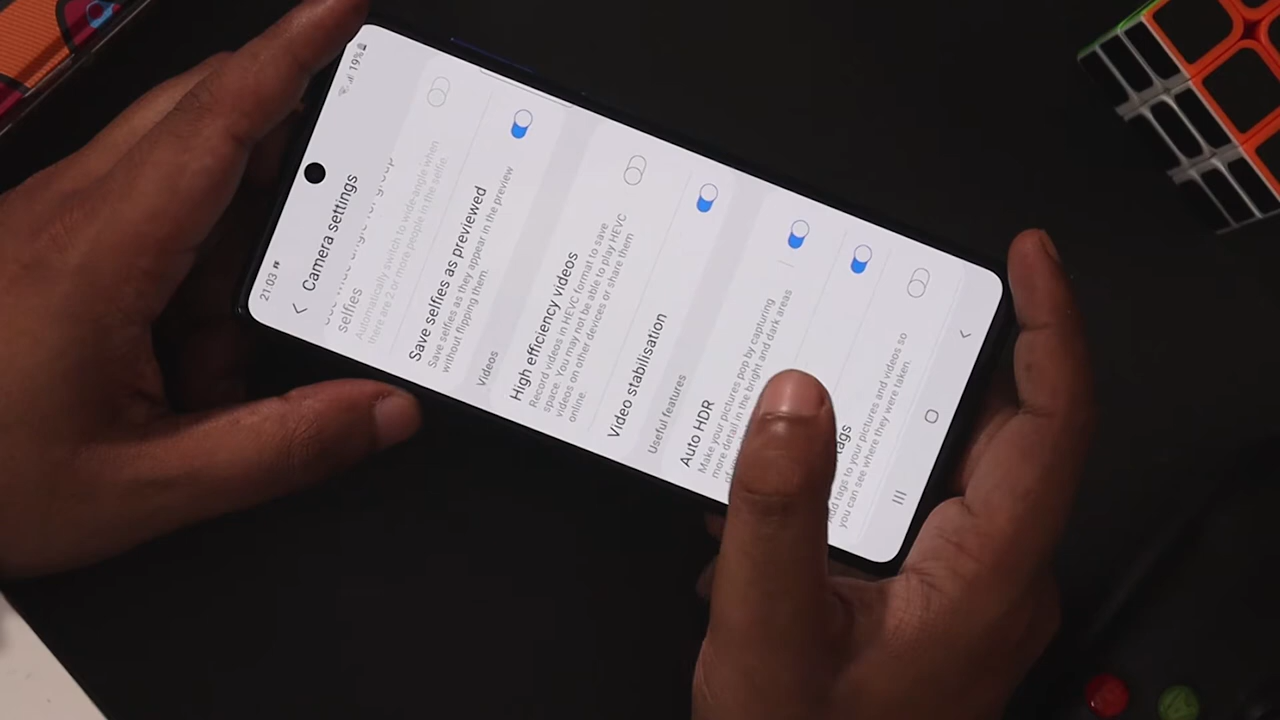 21:03
19%
Camera settings
selfies
Automatically switch to wide-angle when
there are 2 or more people in the selfie.
Save selfies as previewed
Save selfies as they appear in the preview
without flipping them.
Videos
High efficiency videos
Record videos in HEVC format to save
space. You may not be able to play HEVC
videos on other devices or share them
online.
Video stabilisation
Useful features
Auto HDR
Make your pictures pop by capturing
more detail in the bright and dark areas
of
tags
Add tags to your pictures and videos so
you can see where they were taken.